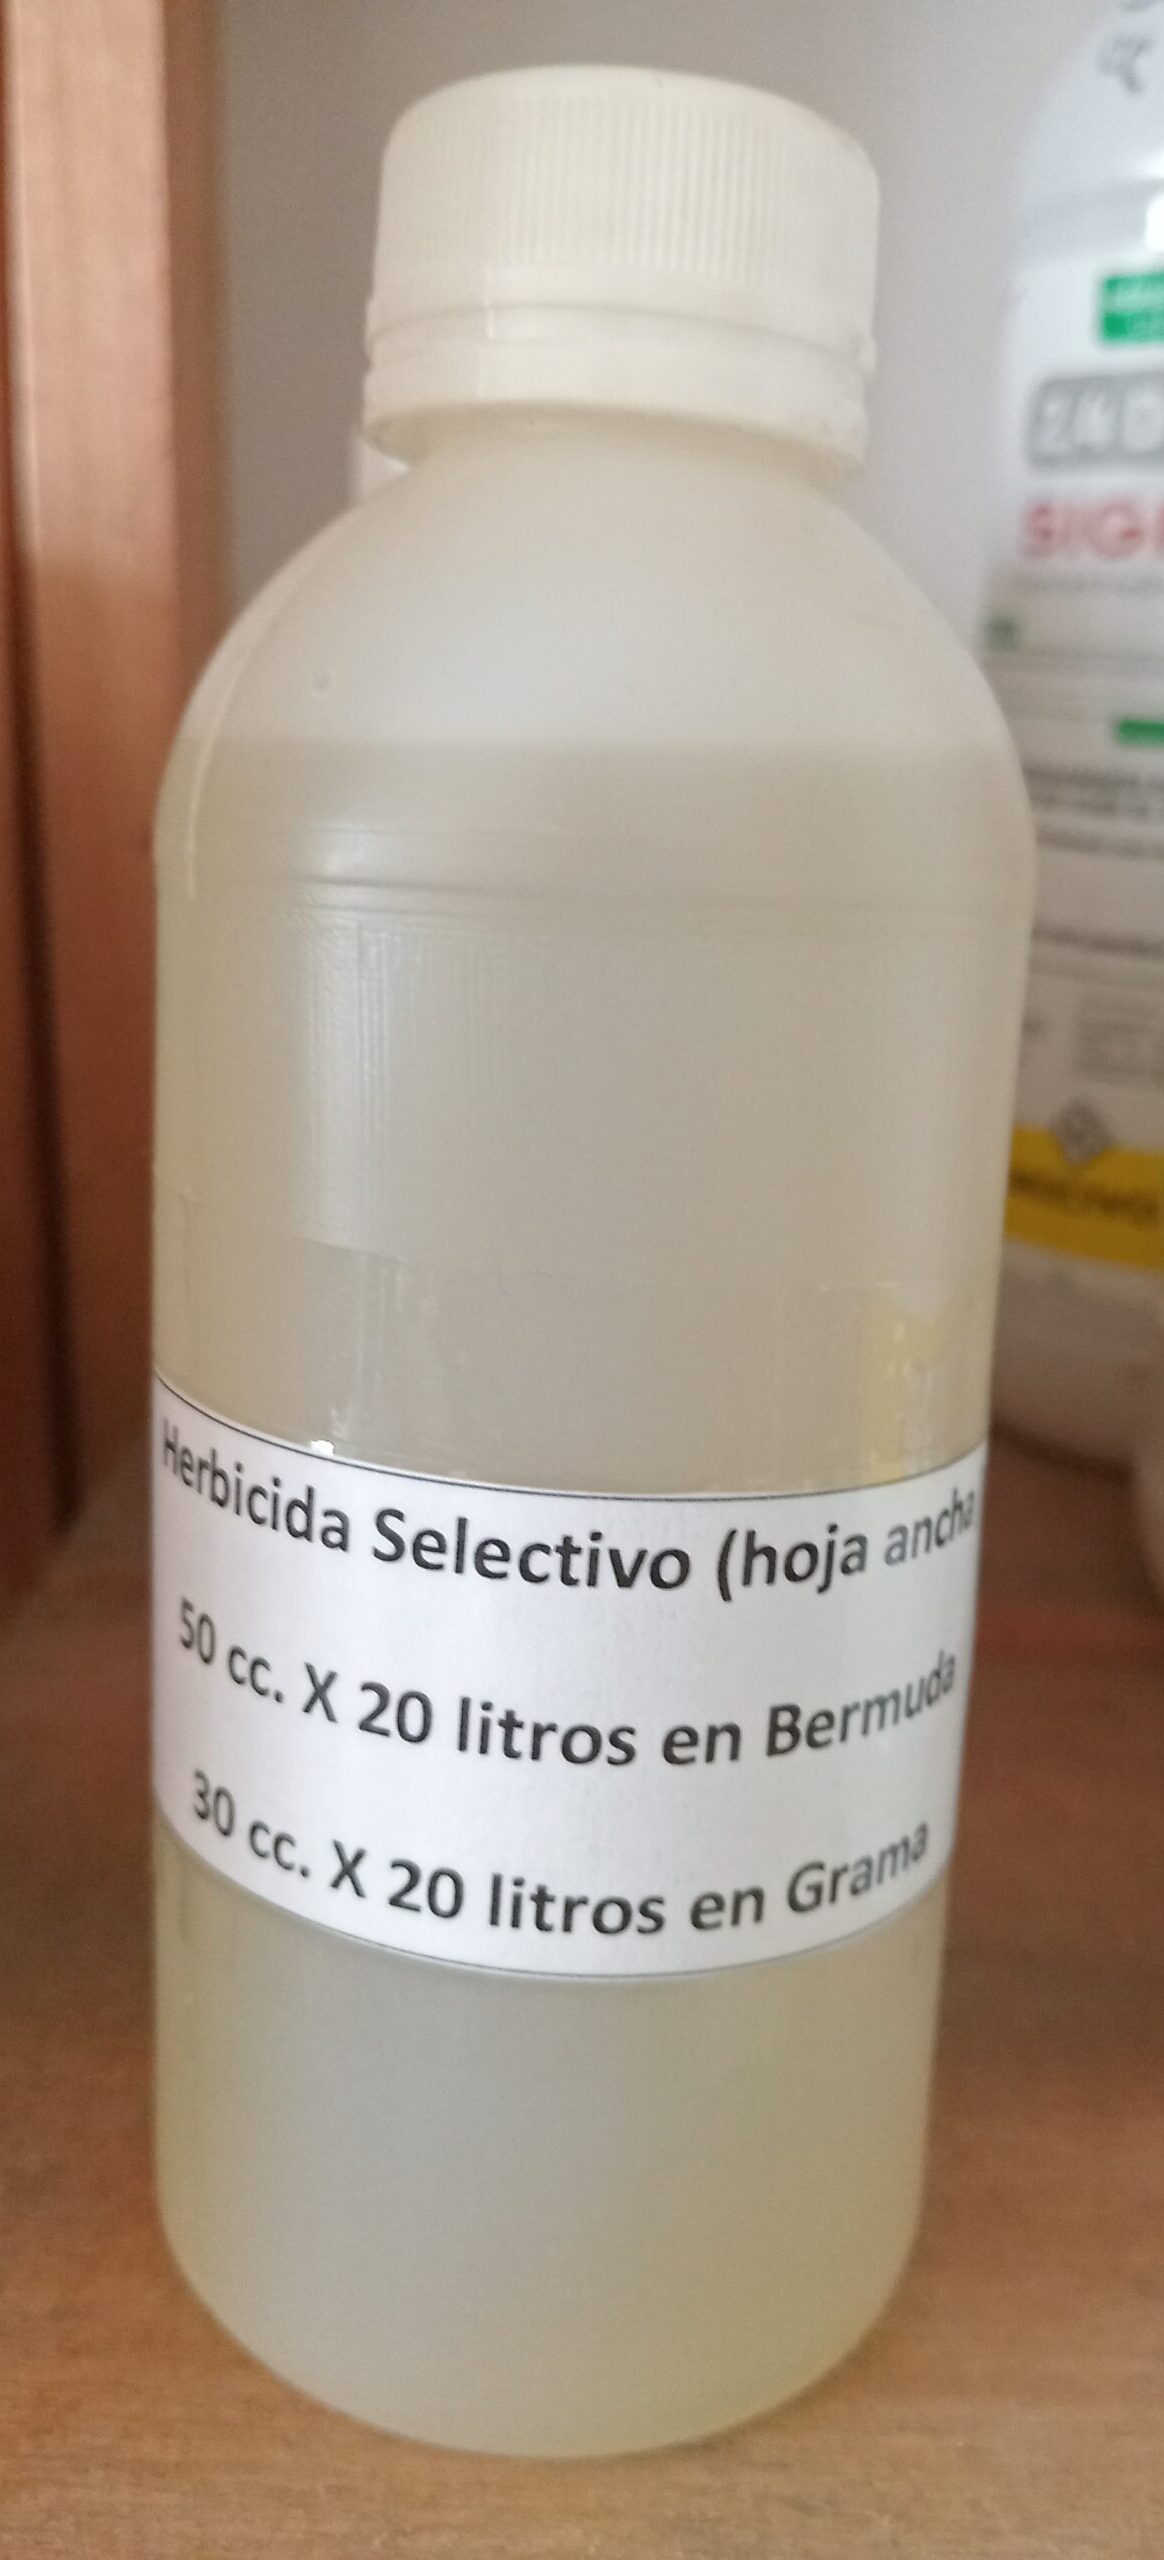 Herbicida Selectivo (hoja ancha
50 cc. X 20 litros en Bermuda
30 cc. X 20 litros en Grama